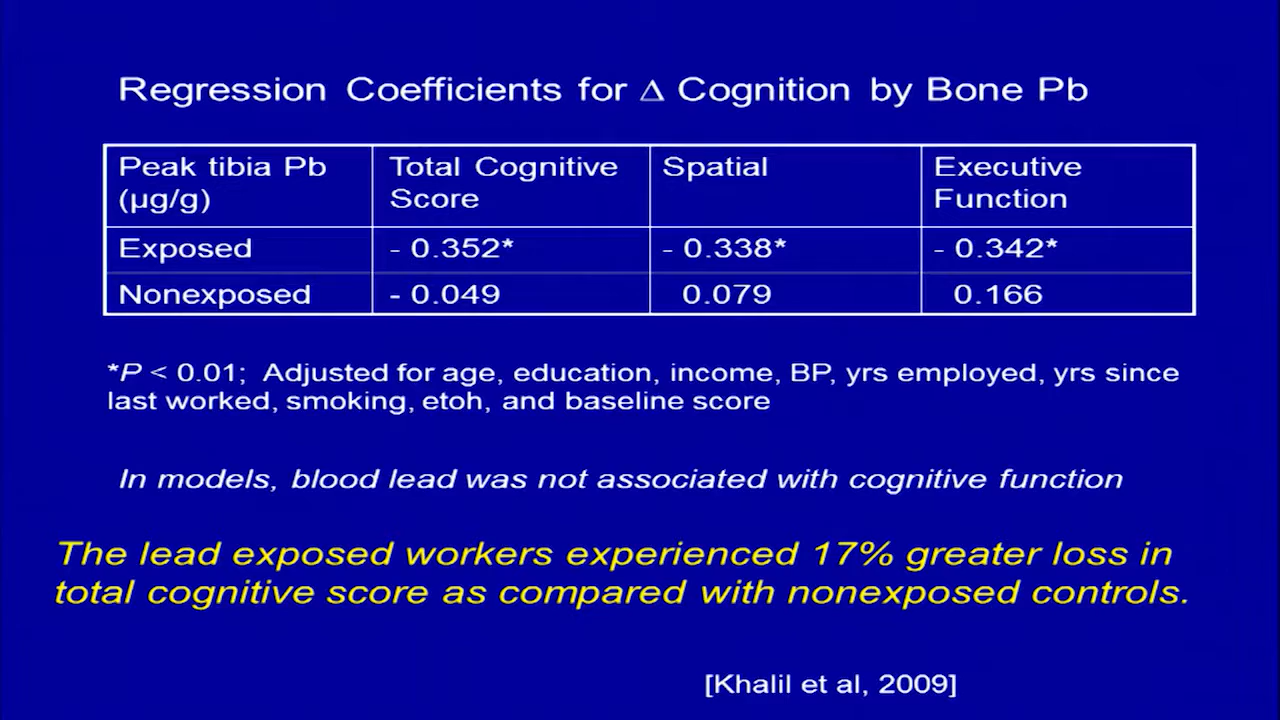 Regression Coefficients for Δ Cognition by Bone Pb
Peak tibia Pb (µg/g) Total Cognitive Score Spatial Executive Function
Exposed - 0.352* - 0.338* - 0.342*
Nonexposed - 0.049 0.079 0.166
*P < 0.01; Adjusted for age, education, income, BP, yrs employed, yrs since
last worked, smoking, etoh, and baseline score
In models, blood lead was not associated with cognitive function
The lead exposed workers experienced 17% greater loss in
total cognitive score as compared with nonexposed controls.
[Khalil et al, 2009]